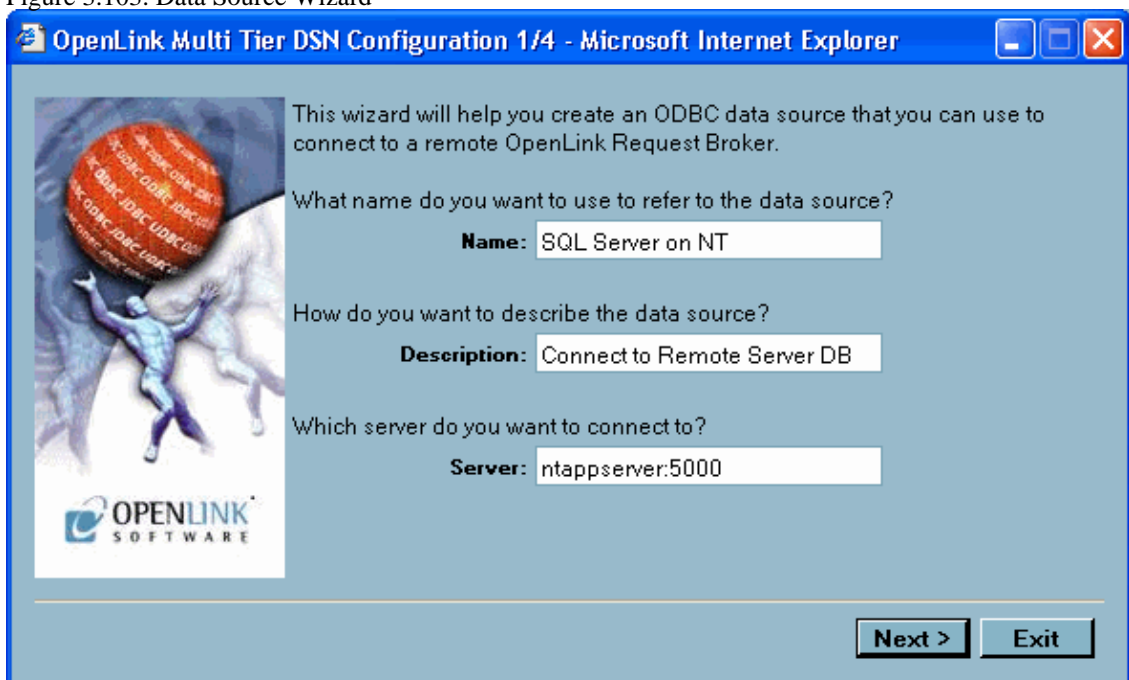 Figure 3.103. Data Source Wizard
OpenLink Multi Tier DSN Configuration 1/4 - Microsoft Internet Explorer
This wizard will help you create an ODBC data source that you can use to
connect to a remote OpenLink Request Broker.
What name do you want to use to refer to the data source?
Name: SQL Server on NT
How do you want to describe the data source?
Description: Connect to Remote Server DB
Which server do you want to connect to?
Server: ntappserver:5000
OPENLINK
SOFTWARE
Next > Exit